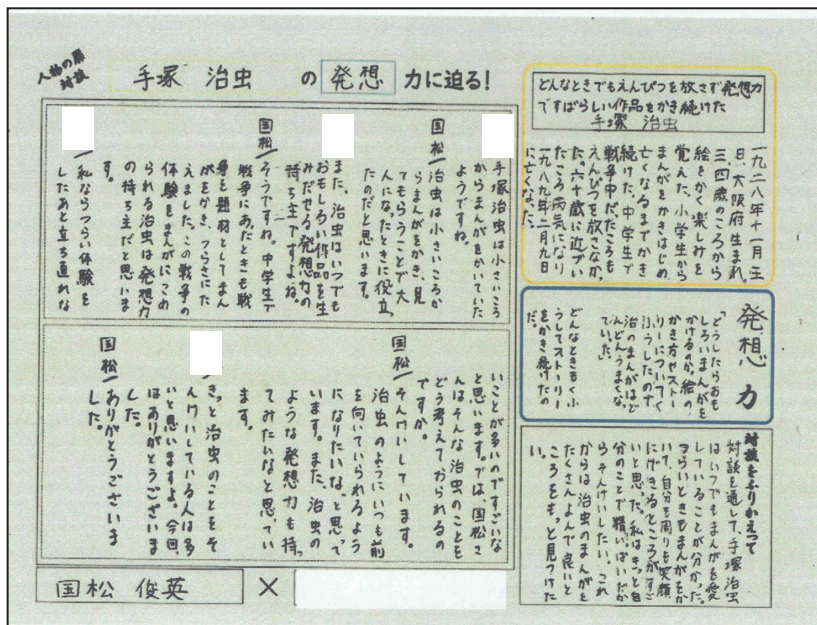 人物の扉
対談
手塚 治虫 の 発想 力に迫る!
どんなときでもえんぴつを放さず発想力
ですばらしい作品をかき続けた
手塚 治虫
一九二八年十一月三
日、大阪府生まれ。
三四歳のころから
絵をかく楽しみを
覚えた。小学生から
まんがをかきはじめ、
亡くなるまでかき
続けた。中学生で
戦争中だったころも
えんぴつを放さなか
った。六十歳に近づい
たころ病気になり
一九八九年二月九日
に亡くなった。
発想力
「どうしたらおも
しろいまんがを
かけるのか、絵の
かき方やストー
リーについてく
ふうしたので
治のまんがはど
んどんうまくな
っていた。」
どんなときもくふ
うしてストーリー
をかき続けたの
だ。
対談をふりかえって
対談を通して、手塚治虫
はいつでもまんがを愛
していることが分かった。
つらいときもまんがをか
いて、自分も周りも笑顔
にできるところがすご
いと思った。私はきっと自
分のことで精いっぱいだか
らそんけいしたい。これ
からは治虫のまんがを
たくさんよんで良いと
ころをもっと見つけた
い。
手塚治虫は小さいころ
からまんがをかいていた
ようですね。
国松/治虫は小さいころか
らまんがをかき、見
てもらうことで大
人になったときに役立っ
たのだと思います。
また、治虫はいつでも
おもしろい作品を生
みだせる発想力の
持ち主ですよね。
国松/そうですね。中学生で
戦争にあったときも戦
争を題材としてまん
がをかき、つらさにた
えました。この戦争の
体験をまんがにこめ
られる治虫は発想力
の持ち主だと思いま
す。
私ならつらい体験を
したあと立ち直れな
いことが多いのですごいな
と思います。では、国松さ
んはそんな治虫のことを
どう考えておられるの
ですか。
国松/そんけいしています。
治虫のようにいつも前
を向いていられるよう
になりたいな、と思って
います。また、治虫の
ような発想力も持っ
てみたいなと思ってい
ます。
きっと治虫のことをそ
んけいしている人は多
いと思いますよ。今回、
はありがとうございま
した。
国松/ありがとうございま
した。
国松 俊英 ×